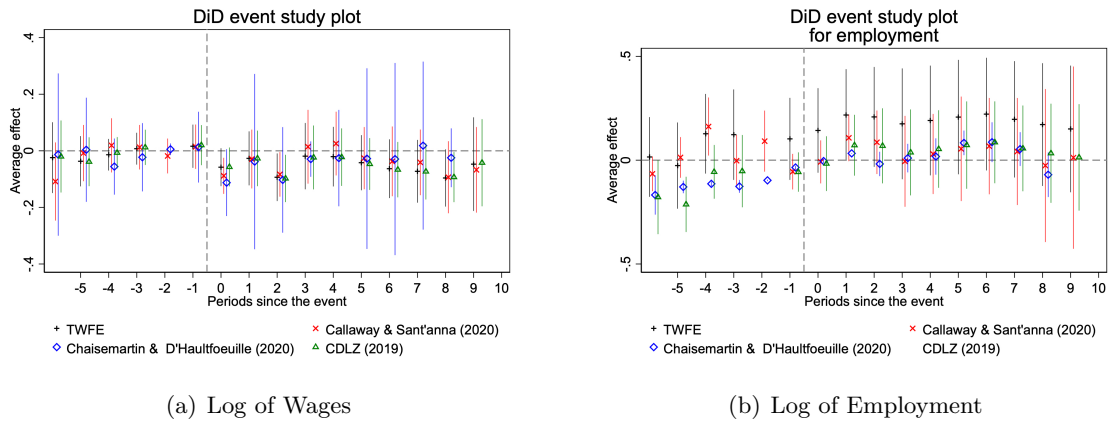 DiD event study plot
.4
.2
0
-.2
-.4
Average effect
-5 -4 -3 -2 -1 0 1 2 3 4 5 6 7 8 9 10
Periods since the event
TWFE
Callaway & Sant'anna (2020)
Chaisemartin & D'Haultfoeuille (2020)
CDLZ (2019)
(a) Log of Wages
DiD event study plot
for employment
.5
0
-.5
Average effect
-5 -4 -3 -2 -1 0 1 2 3 4 5 6 7 8 9 10
Periods since the event
TWFE
Callaway & Sant'anna (2020)
Chaisemartin & D'Haultfoeuille (2020)
CDLZ (2019)
(b) Log of Employment